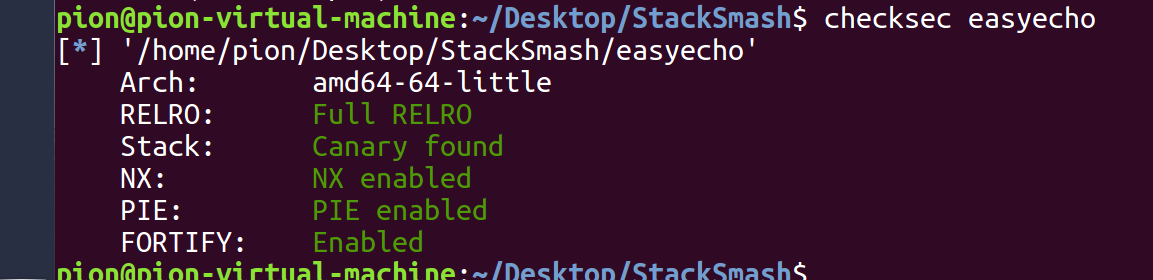 pion@pion-virtual-machine:~/Desktop/StackSmash$ checksec easyecho
[*] '/home/pion/Desktop/StackSmash/easyecho'
    Arch:     amd64-64-little
    RELRO:    Full RELRO
    Stack:    Canary found
    NX:       NX enabled
    PIE:      PIE enabled
    FORTIFY:  Enabled
pion@pion-virtual-machine:~/Desktop/StackSmash$